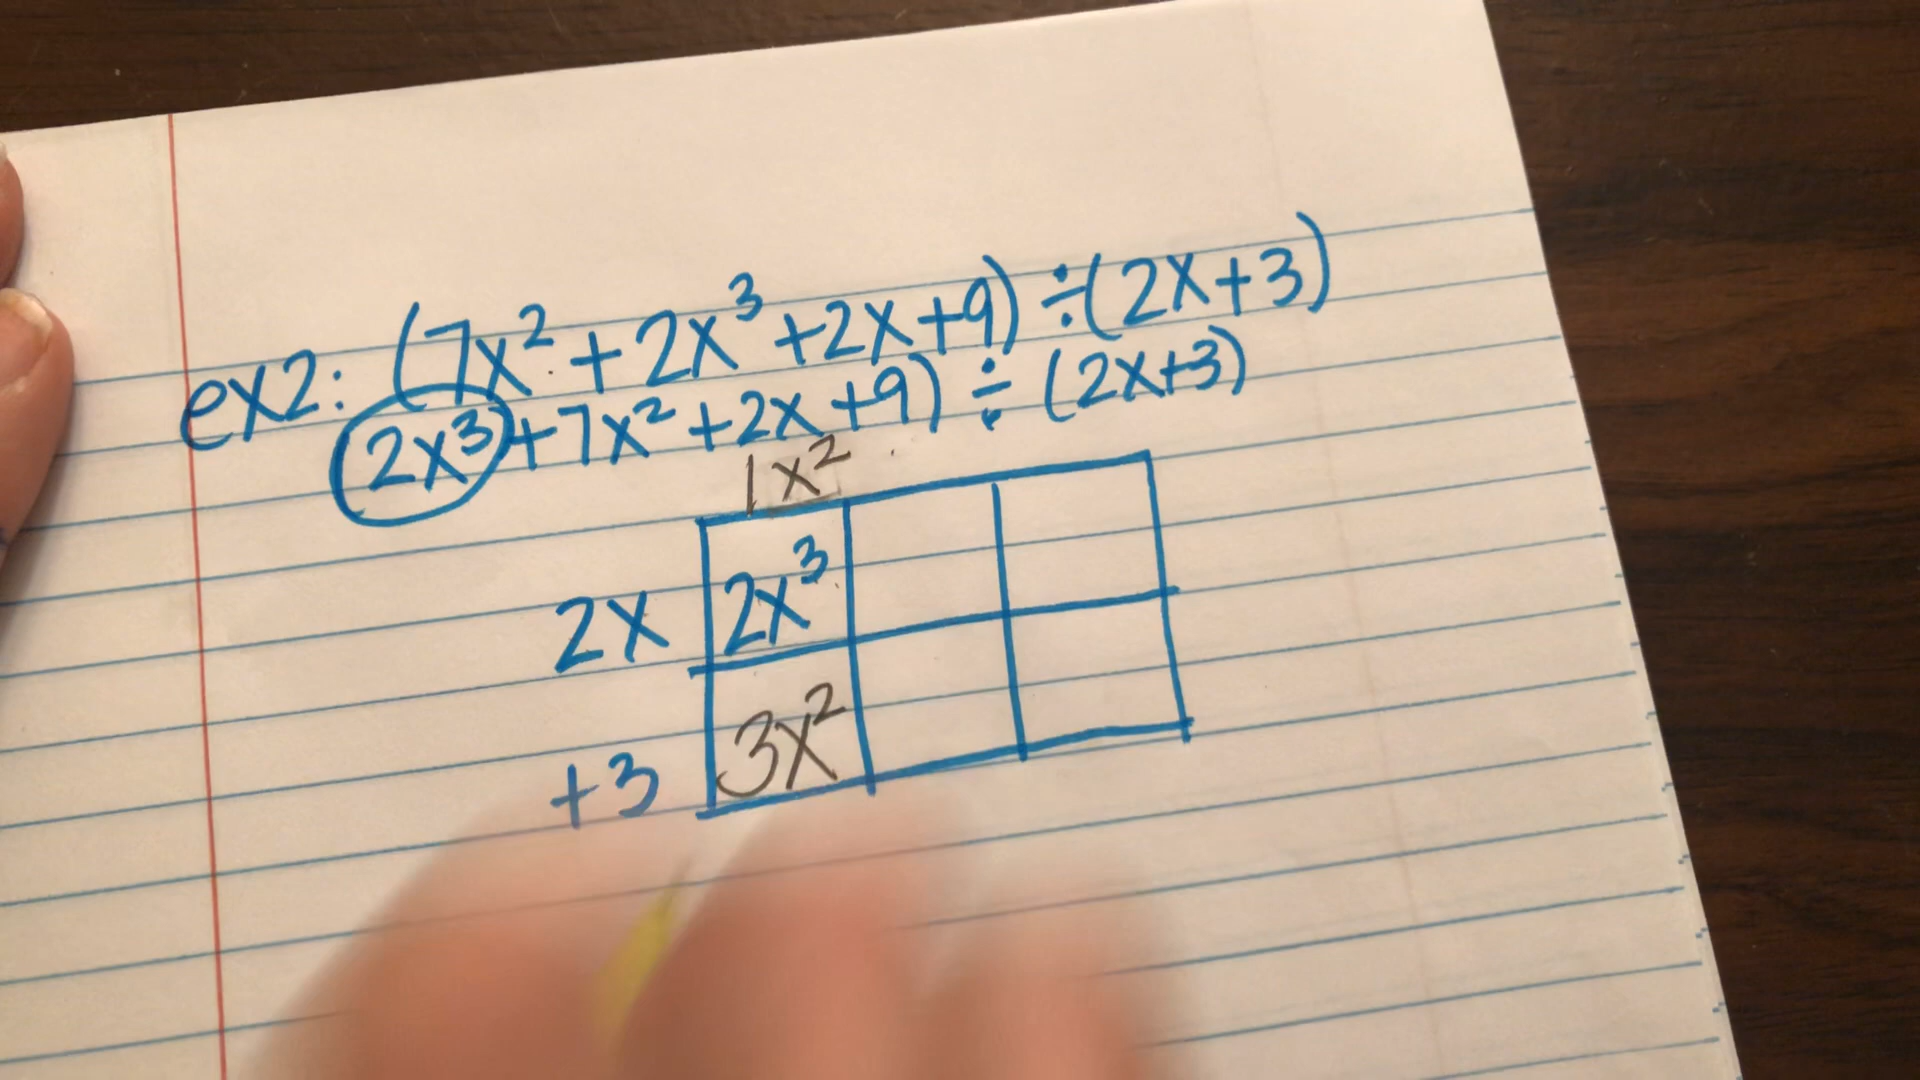 ex2: (7x² + 2x³ +2x+9) ÷(2x+3)
2x³+7x²+2x+9) ÷ (2x+3)
1x²
2x 2x³
+3 3x²